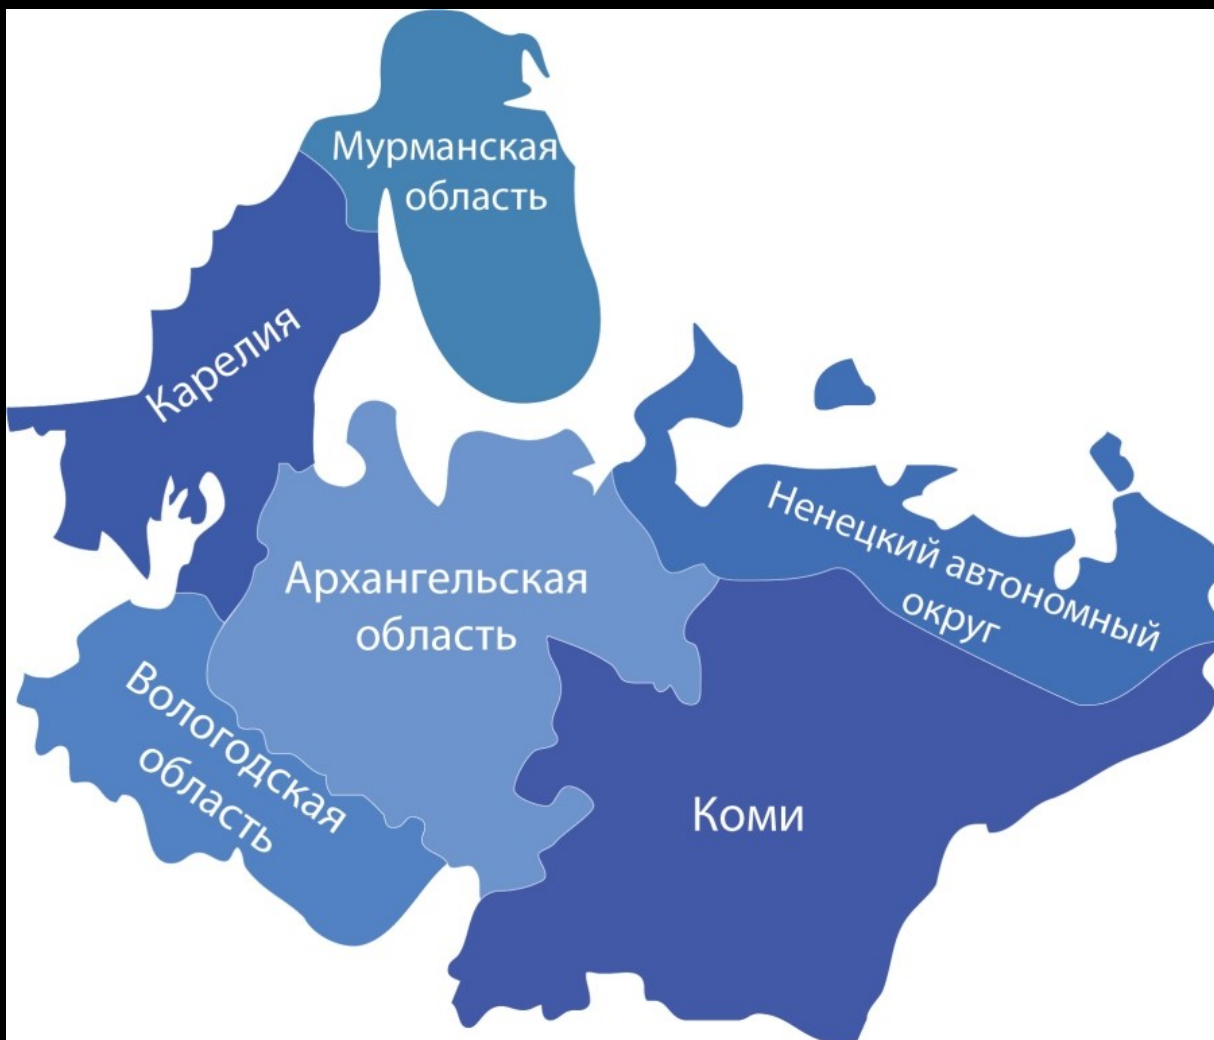 Мурманская
область
Карелия
Ненецкий автономный
округ
Архангельская
область
Вологодская
область
Коми